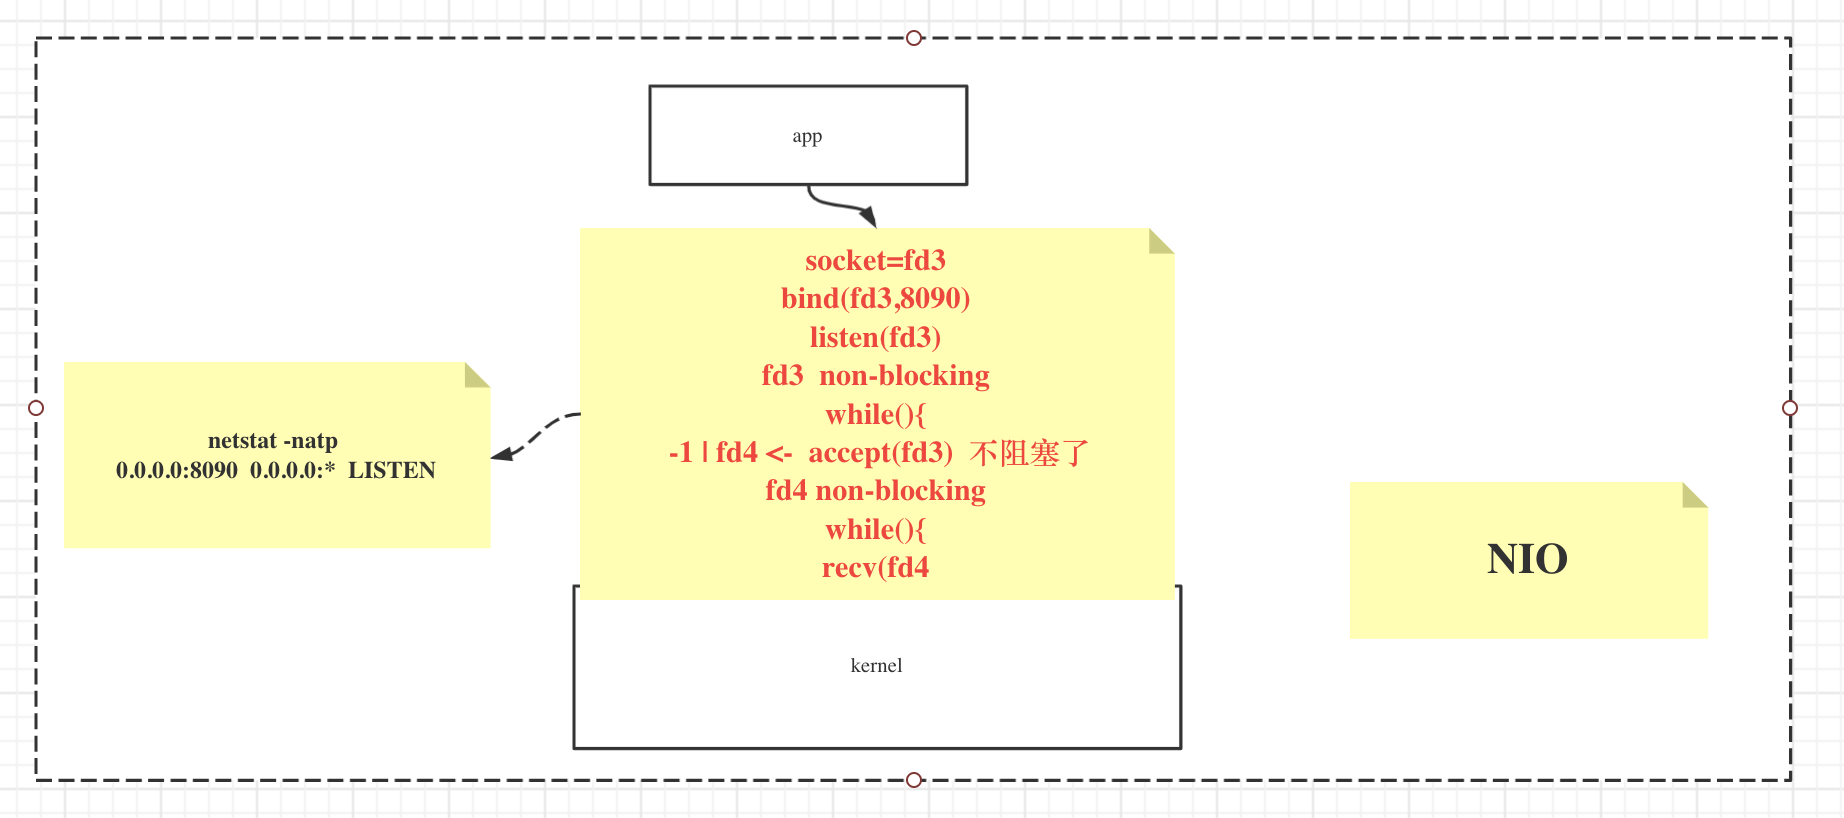 app
socket=fd3
bind(fd3,8090)
listen(fd3)
fd3  non-blocking
while(){
-1 | fd4 <-  accept(fd3)  不阻塞了
fd4 non-blocking
while(){
recv(fd4
netstat -natp
0.0.0.0:8090  0.0.0.0:*  LISTEN
NIO
kernel